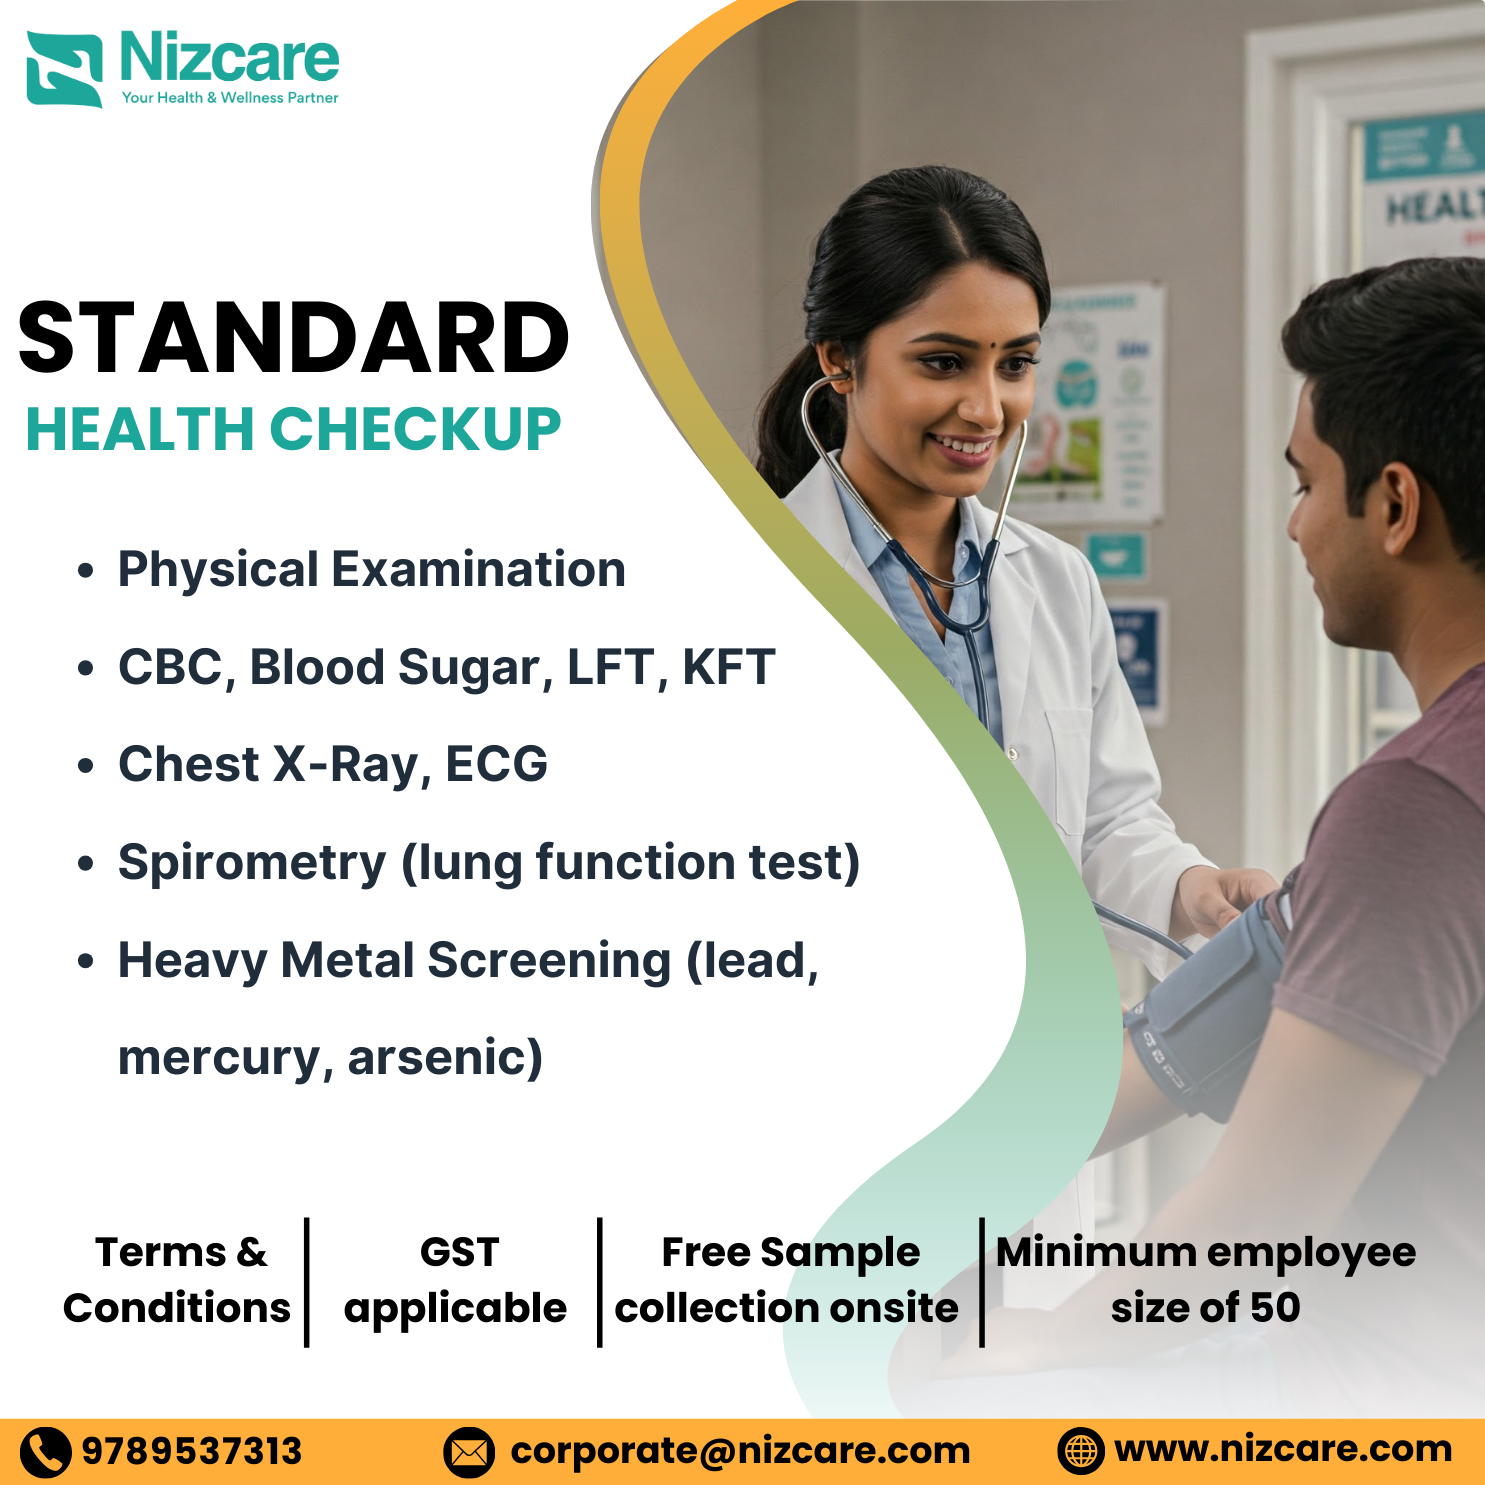 Nizcare
Your Health & Wellness Partner
STANDARD
HEALTH CHECKUP
• Physical Examination
• CBC, Blood Sugar, LFT, KFT
• Chest X-Ray, ECG
• Spirometry (lung function test)
• Heavy Metal Screening (lead,
mercury, arsenic)
Terms &
Conditions
GST
applicable
Free Sample
collection onsite
Minimum employee
size of 50
9789537313
corporate@nizcare.com
www.nizcare.com